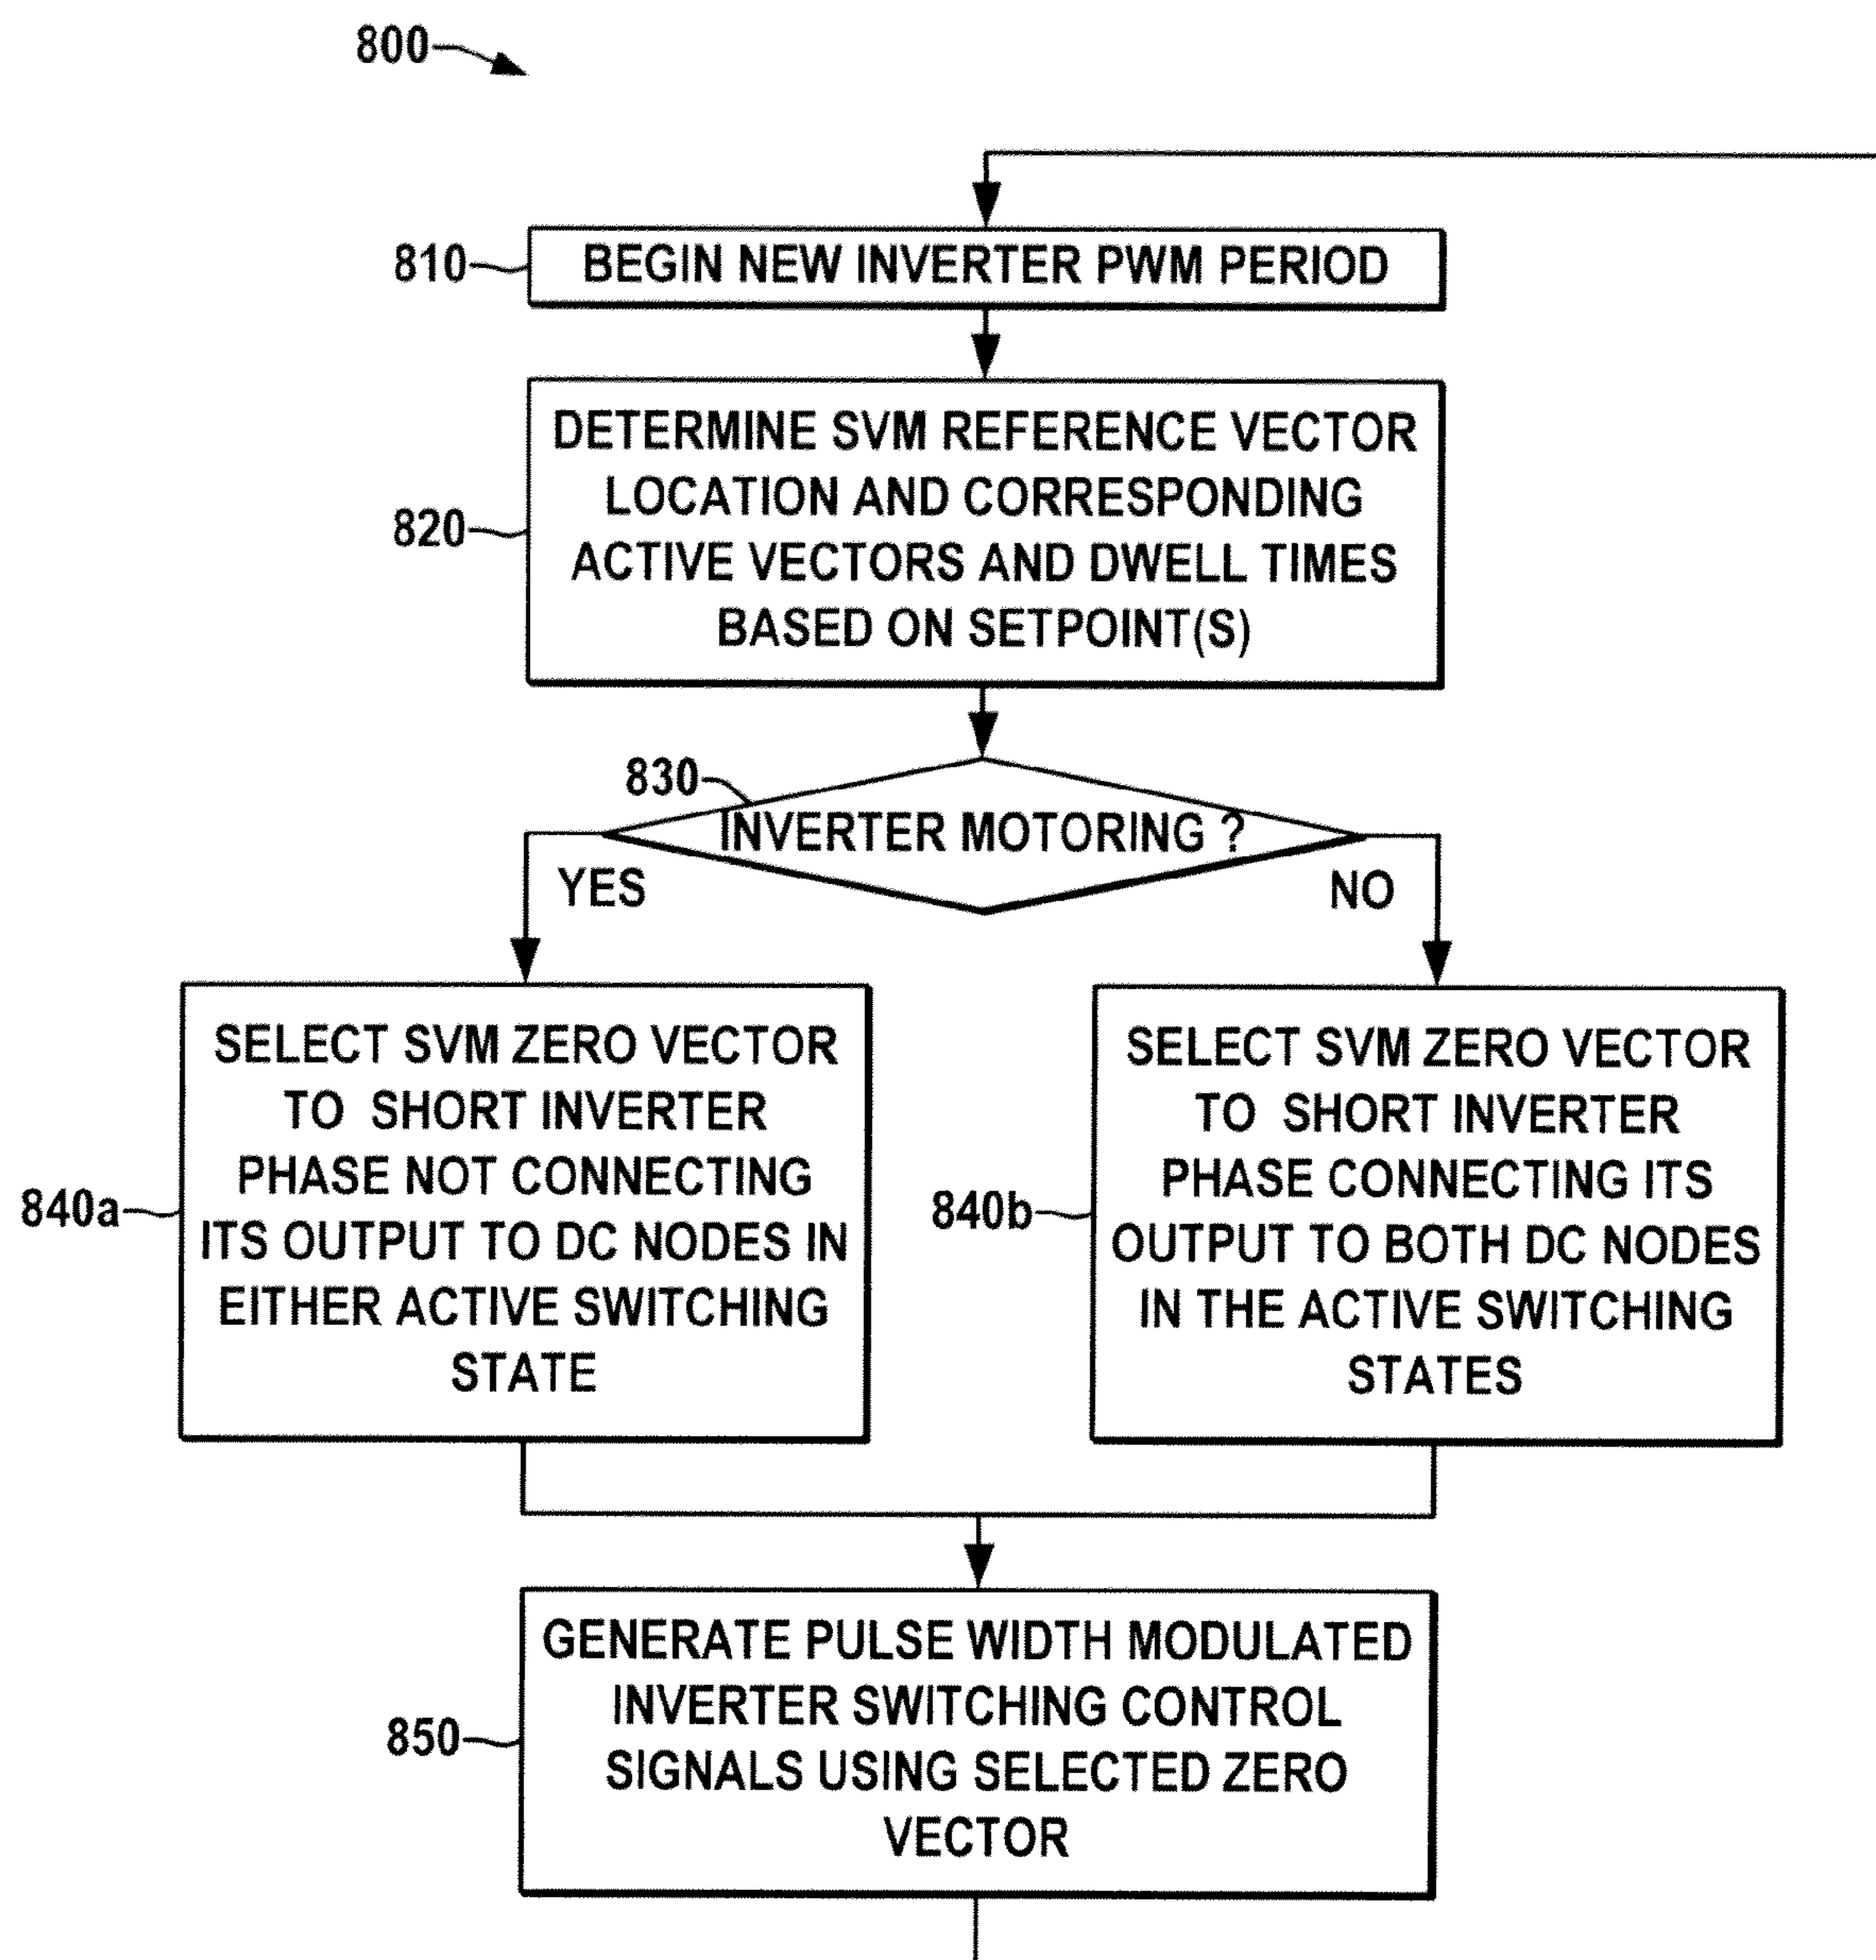 800
810
BEGIN NEW INVERTER PWM PERIOD
820
DETERMINE SVM REFERENCE VECTOR
LOCATION AND CORRESPONDING
ACTIVE VECTORS AND DWELL TIMES
BASED ON SETPOINT(S)
830
INVERTER MOTORING ?
YES
NO
840a
SELECT SVM ZERO VECTOR
TO SHORT INVERTER
PHASE NOT CONNECTING
ITS OUTPUT TO DC NODES IN
EITHER ACTIVE SWITCHING
STATE
840b
SELECT SVM ZERO VECTOR
TO SHORT INVERTER
PHASE CONNECTING ITS
OUTPUT TO BOTH DC NODES
IN THE ACTIVE SWITCHING
STATES
850
GENERATE PULSE WIDTH MODULATED
INVERTER SWITCHING CONTROL
SIGNALS USING SELECTED ZERO
VECTOR